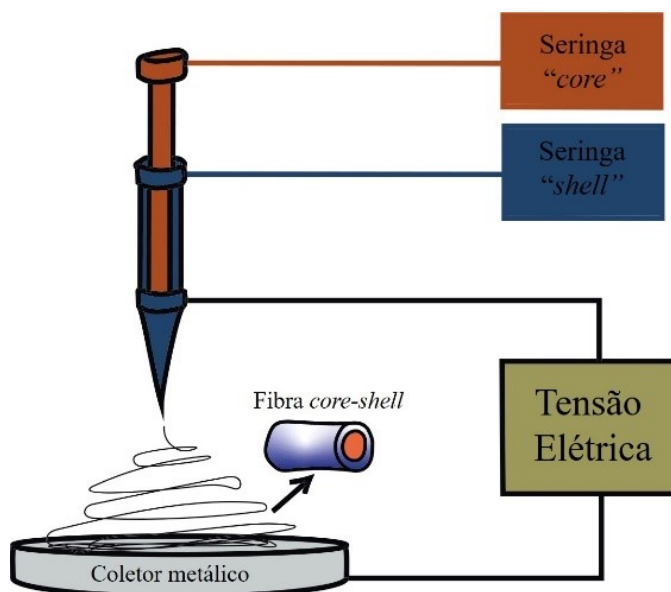 Seringa
“core”
Seringa
“shell”
Fibra core-shell
Tensão
Elétrica
Coletor metálico